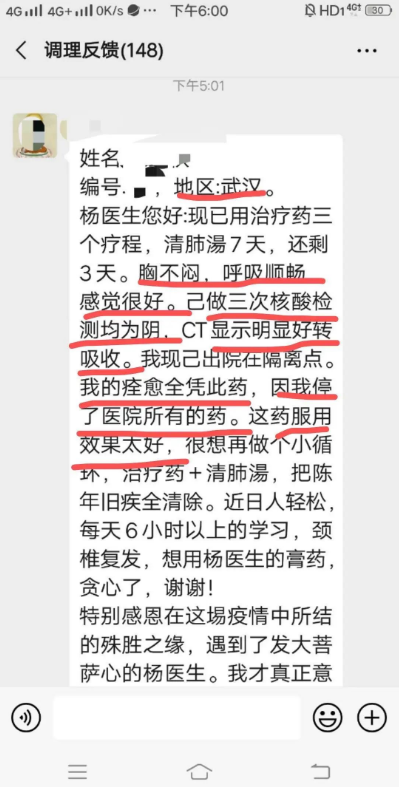 4G 4G+ 0K/s ··· 下午6:00 HD1 4G‡ 30
调理反馈(148)
下午5:01
姓名.
编号. ，地区:武汉。
杨医生您好:现已用治疗药三
个疗程，清肺湯7天，还剩
3天。胸不闷，呼吸顺畅
感觉很好。己做三次核酸检
测均为阴，CT显示明显好转
吸收。我现己出院在隔离点。
我的痊愈全凭此药，因我停
了医院所有的药。这药服用
效果太好，很想再做个小循
环，治疗药+清肺湯，把陈
年旧疾全清除。近日人轻松，
每天6小时以上的学习，颈
椎复发，想用杨医生的膏药，
贪心了，谢谢！
特别感恩在这場疫情中所结
的殊胜之缘，遇到了发大菩
萨心的杨医生。我才真正意